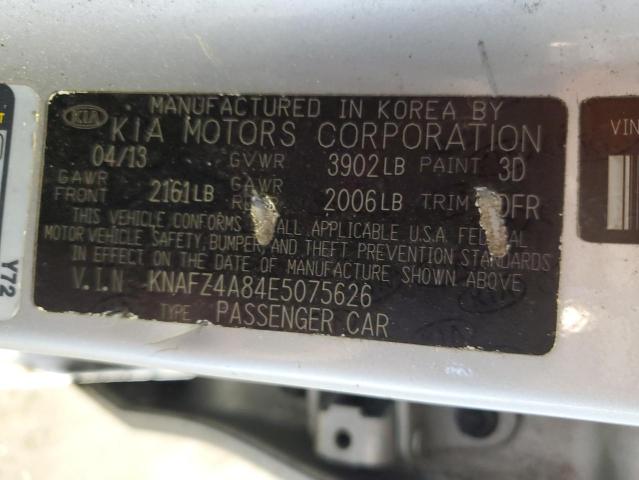 MANUFACTURED IN KOREA BY
KIA KIA MOTORS CORPORATION
04/13 GVWR 3902LB PAINT 3D
GAWR GAWR
FRONT 2161LB 2006LB TRIM
THIS VEHICLE CONFORMS ALL APPLICABLE U.S.A. FEDERAL
MOTOR VEHICLE SAFETY, BUMPER, AND THEFT PREVENTION STANDARDS
IN EFFECT ON THE DATE OF MANUFACTURE SHOWN ABOVE
V.I.N KNAFZ4A84E5075626
TYPE PASSENGER CAR
Y72
VIN
KIA